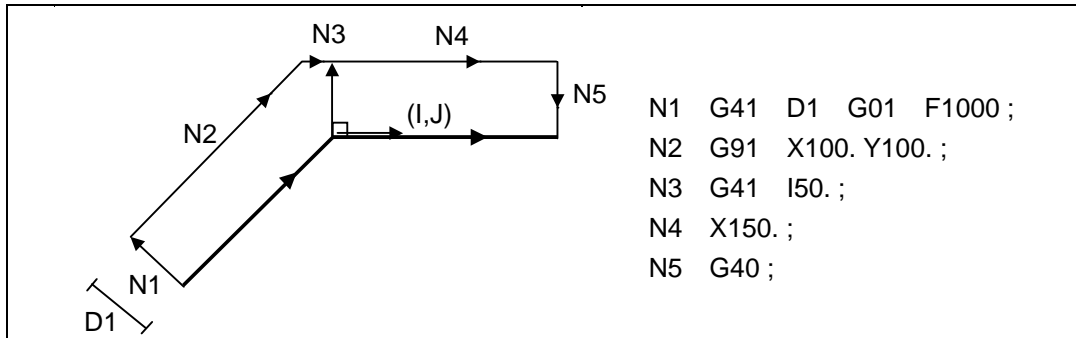 N3
N4
N5
(I,J)
N2
N1
D1
N1 G41 D1 G01 F1000 ;
N2 G91 X100. Y100. ;
N3 G41 I50. ;
N4 X150. ;
N5 G40 ;